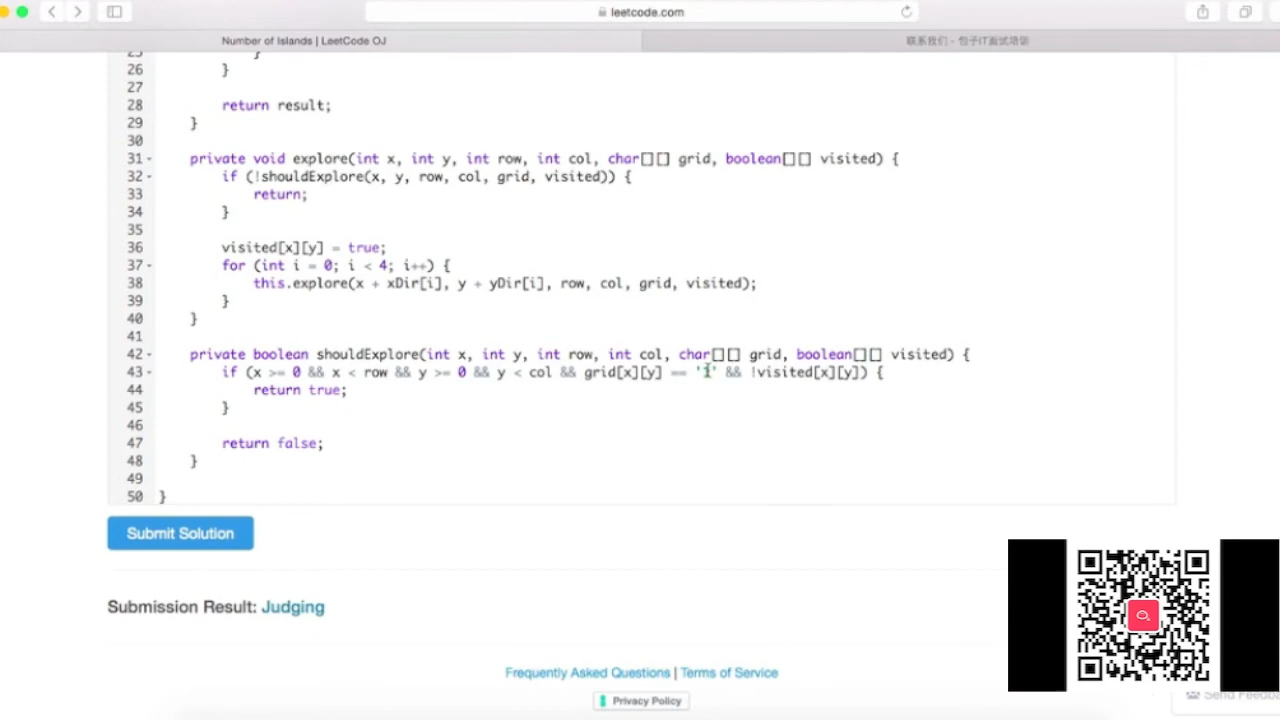 leetcode.com
Number of Islands | LeetCode OJ
联系我们 - 包子IT面试培训
25 }
26 }
27
28 return result;
29 }
30
31 private void explore(int x, int y, int row, int col, char[][] grid, boolean[][] visited) {
32 if (!shouldExplore(x, y, row, col, grid, visited)) {
33 return;
34 }
35
36 visited[x][y] = true;
37 for (int i = 0; i < 4; i++) {
38 this.explore(x + xDir[i], y + yDir[i], row, col, grid, visited);
39 }
40 }
41
42 private boolean shouldExplore(int x, int y, int row, int col, char[][] grid, boolean[][] visited) {
43 if (x >= 0 && x < row && y >= 0 && y < col && grid[x][y] == '1' && !visited[x][y]) {
44 return true;
45 }
46
47 return false;
48 }
49
50 }
Submit Solution
Submission Result: Judging
Frequently Asked Questions | Terms of Service
Send Feedba
Privacy Policy